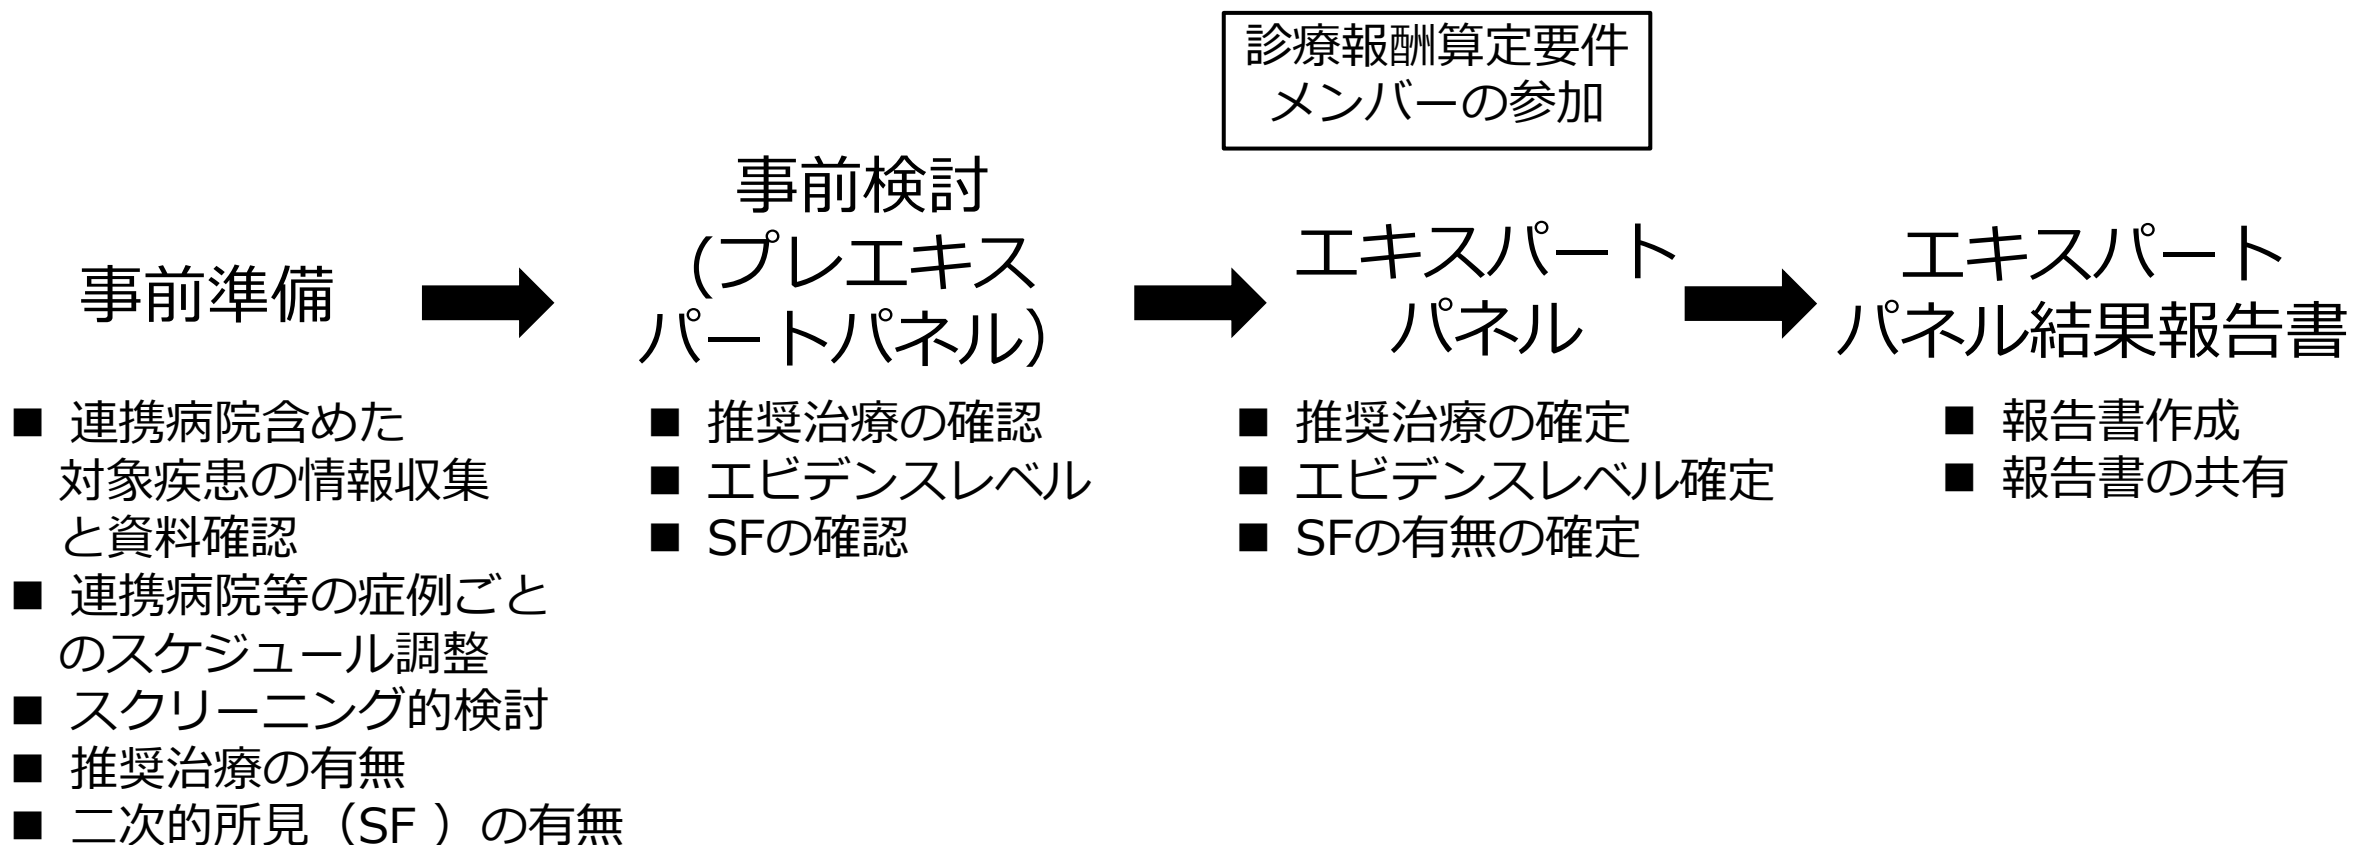 診療報酬算定要件
メンバーの参加
事前準備
■ 連携病院含めた
対象疾患の情報収集
と資料確認
■ 連携病院等の症例ごと
のスケジュール調整
■ スクリーニング的検討
■ 推奨治療の有無
■ 二次的所見（SF ）の有無
事前検討
(プレエキス
パートパネル）
■ 推奨治療の確認
■ エビデンスレベル
■ SFの確認
エキスパート
パネル
■ 推奨治療の確定
■ エビデンスレベル確定
■ SFの有無の確定
エキスパート
パネル結果報告書
■ 報告書作成
■ 報告書の共有